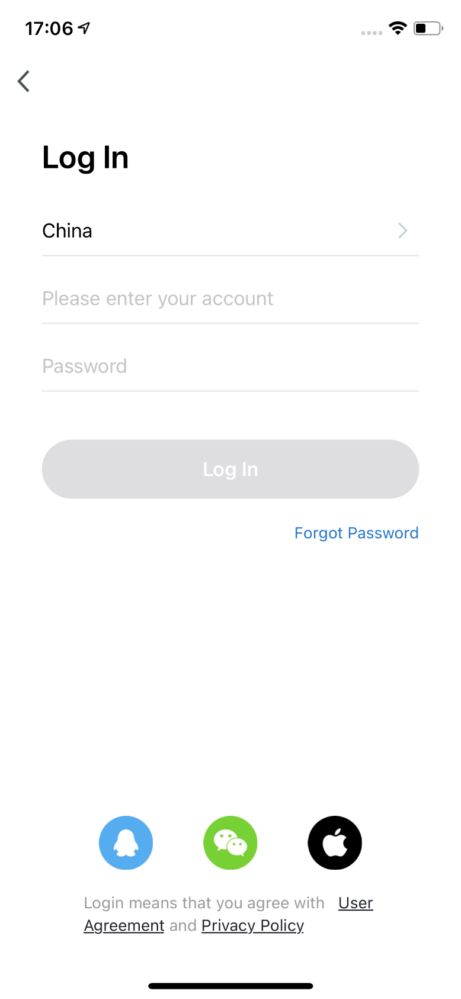 17:06
Log In
China
Please enter your account
Password
Log In
Forgot Password
Login means that you agree with User
Agreement and Privacy Policy